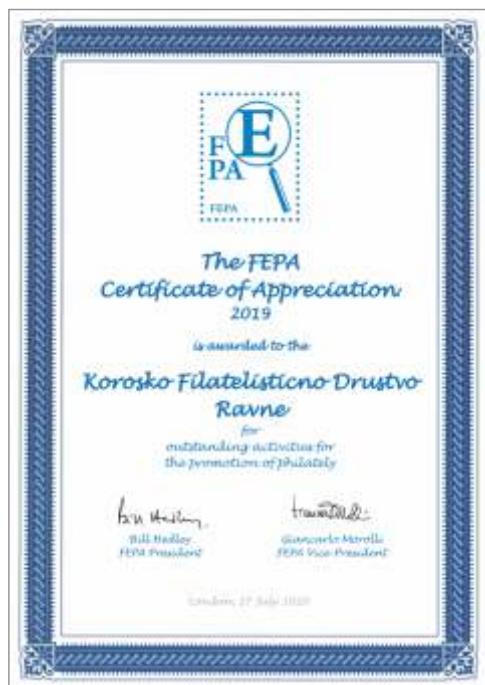 F E
PA
FEPA
The FEPA
Certificate of Appreciation
2019
is awarded to the
Korosko Filatelisticno Drustvo
Ravne
for
outstanding activities for
the promotion of philately
Bill Hedley
FEPA President
Giancarlo Morolli
FEPA Vice President
London, 27 July 2020